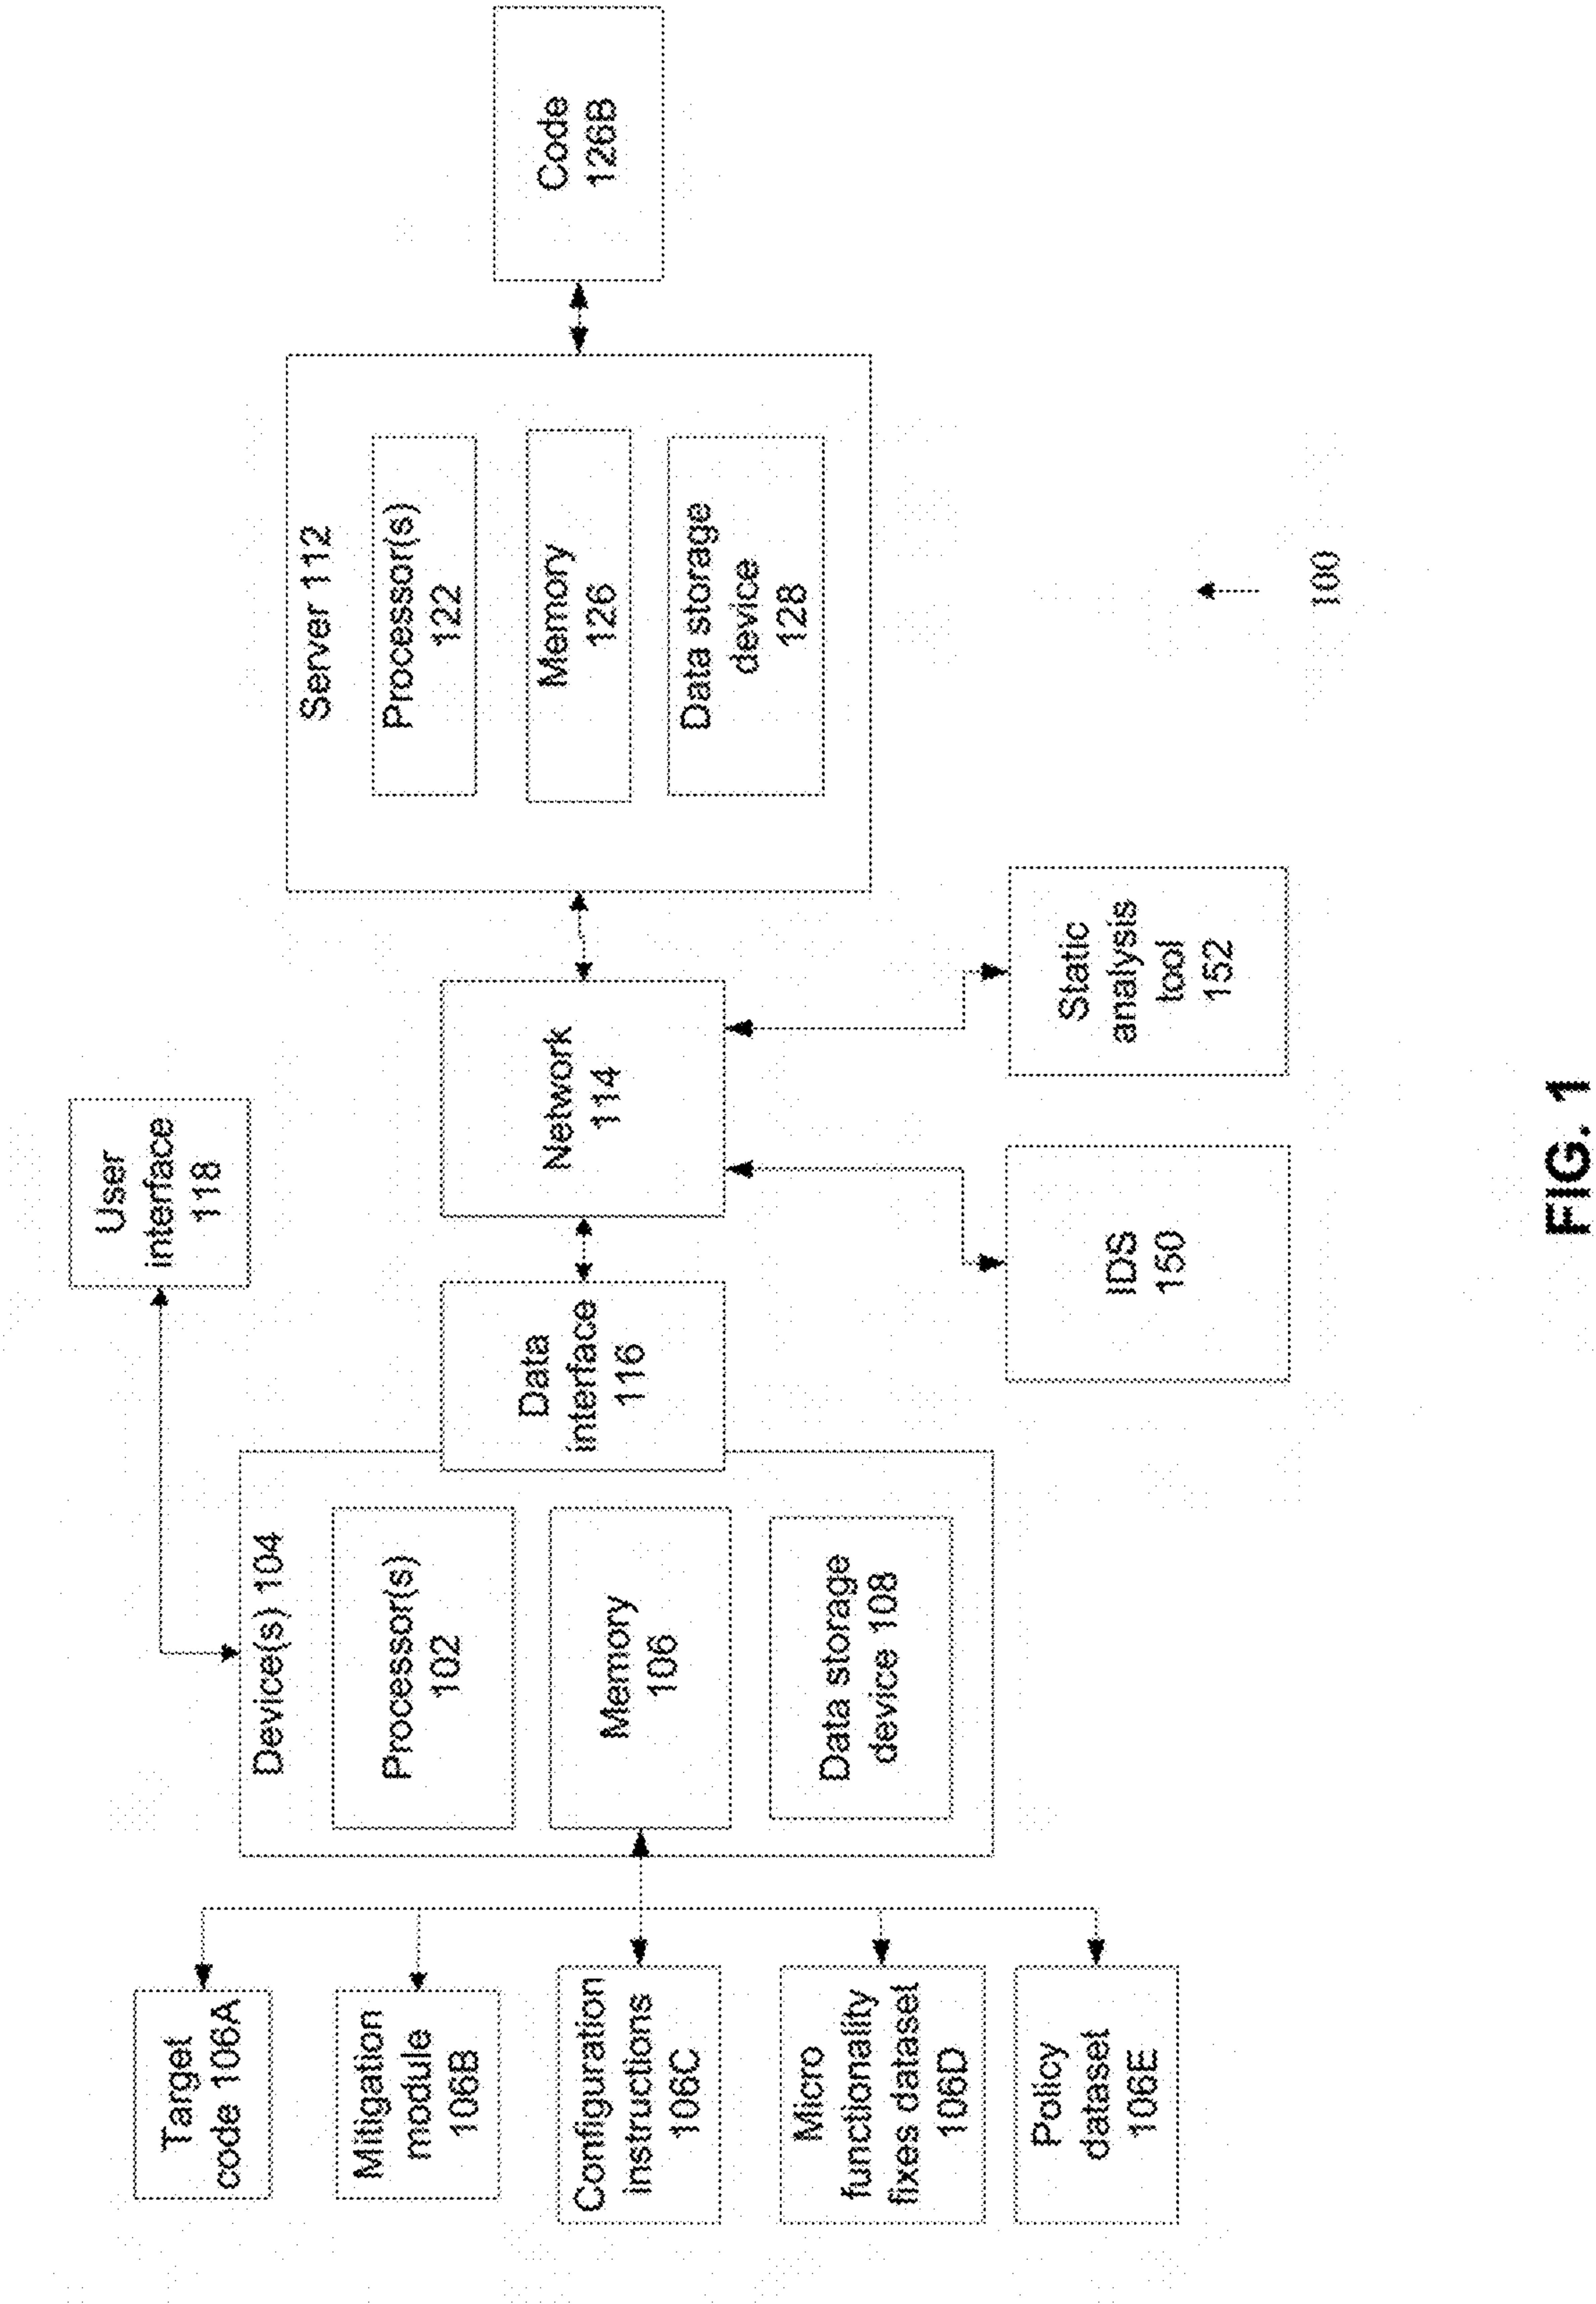 Target
code 106A
Mitigation
module
106B
Configuration
instructions
106C
Micro
functionality
fixes dataset
106D
Policy
dataset
106E
Device(s) 104
Processor(s)
102
Memory
106
Data storage
device 108
User
interface
118
Data
interface
116
Network
114
IDS
150
Static
analysis
tool
152
Server 112
Processor(s)
122
Memory
126
Data storage
device
128
Code
126B
100
FIG. 1